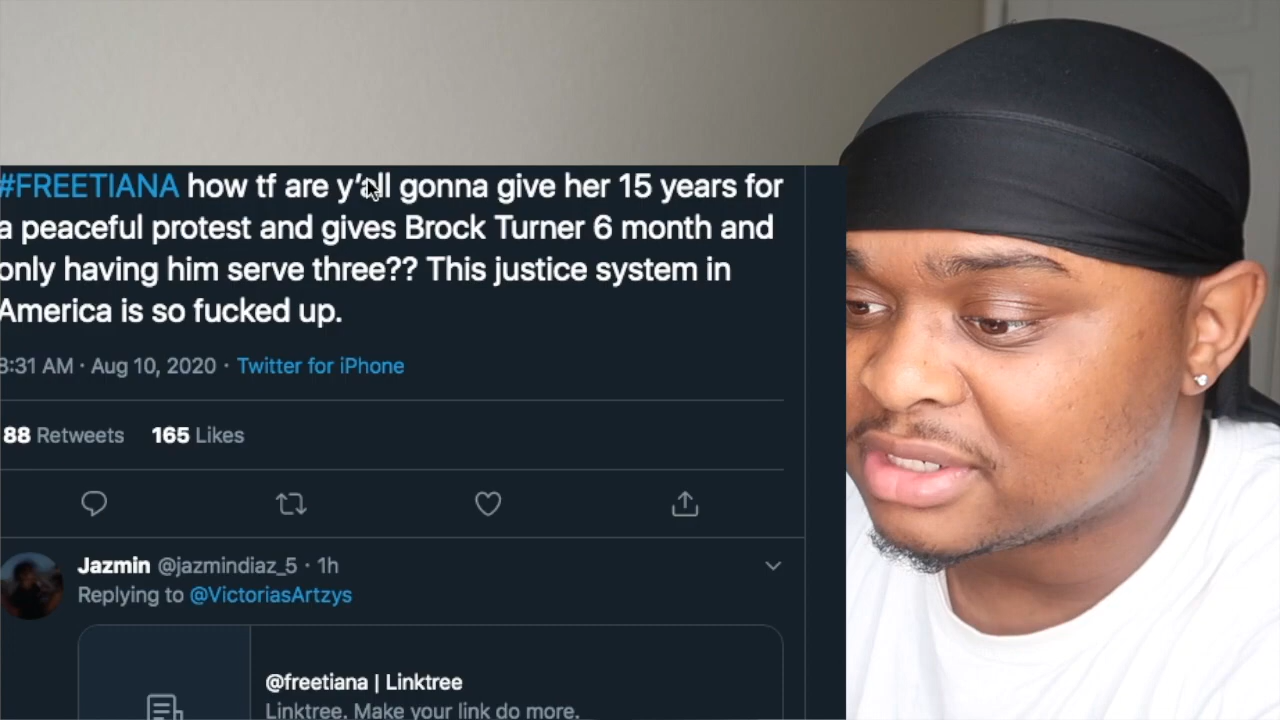 #FREETIANA how tf are y'all gonna give her 15 years for
a peaceful protest and gives Brock Turner 6 month and
only having him serve three?? This justice system in
America is so fucked up.
8:31 AM · Aug 10, 2020 · Twitter for iPhone
88 Retweets 165 Likes
Jazmin @jazmindiaz_5 · 1h
Replying to @VictoriasArtzys
@freetiana | Linktree
Linktree. Make your link do more.